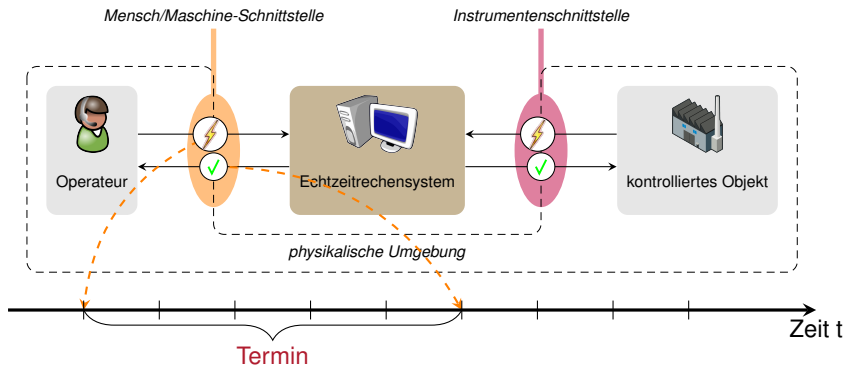 Mensch/Maschine-Schnittstelle
Instrumentenschnittstelle
Operateur
Echtzeitrechensystem
kontrolliertes Objekt
physikalische Umgebung
Zeit t
Termin